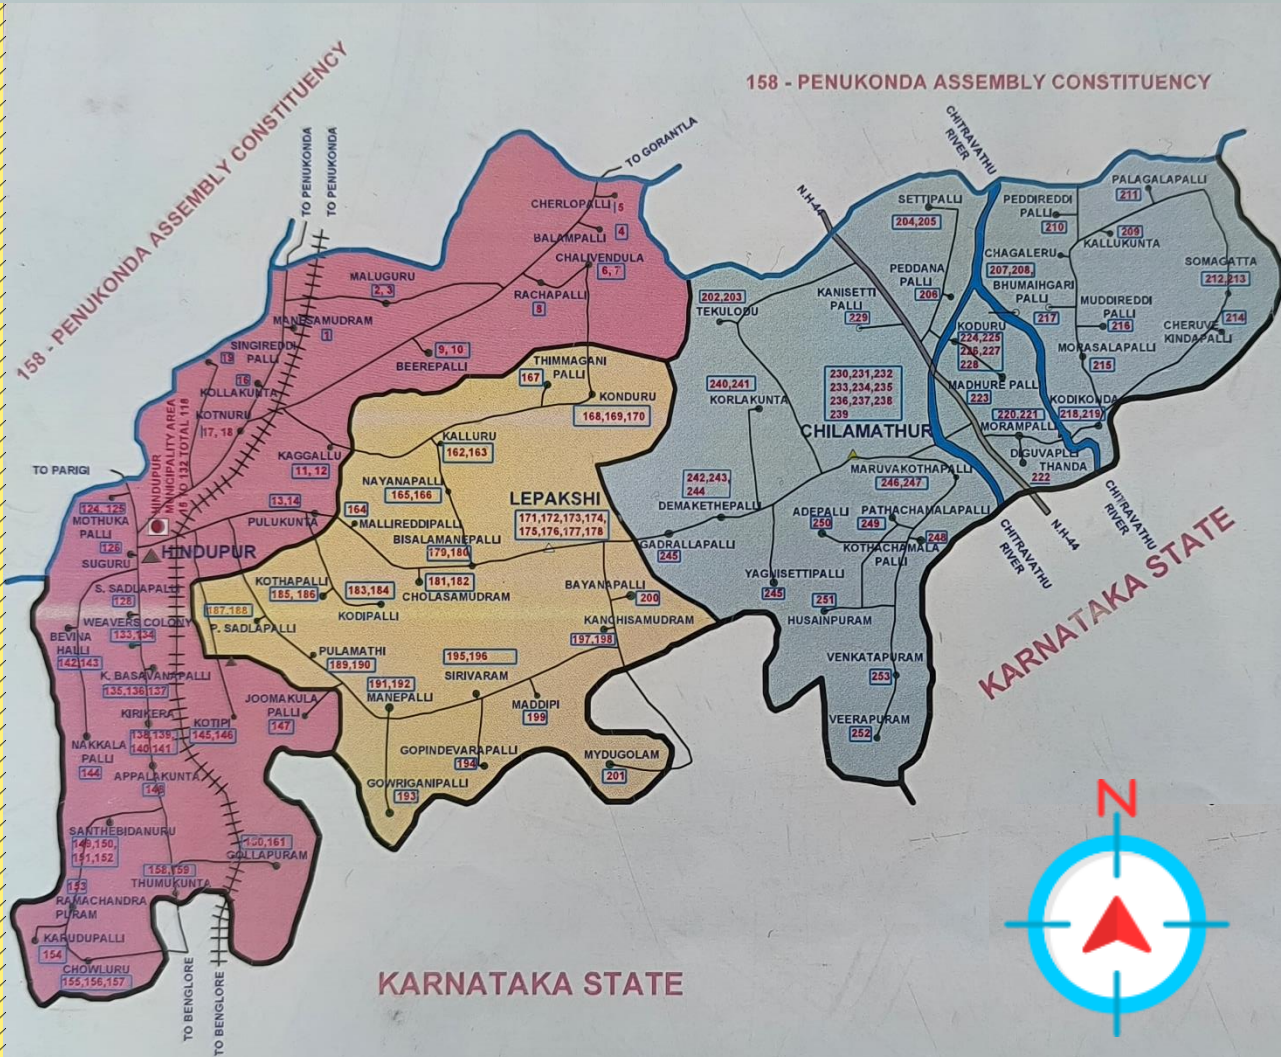 158 - PENUKONDA ASSEMBLY CONSTITUENCY
158 - PENUKONDA ASSEMBLY CONSTITUENCY
TO PENUKONDA
TO PENUKONDA
TO GORANTLA
CHITRAVATHU
RIVER
N.H-44
CHERLOPALLI
5
BALAMPALLI
4
CHALIVENDULA
6, 7
RACHAPALLI
8
MALUGURU
2, 3
MANESAMUDRAM
1
SINGIREDDI
PALLI
19
9, 10
BEEREPALLI
16
KOLLAKUNTA
KOTNURU
17, 18
KAGGALLU
11, 12
HINDUPUR
MUNICIPALITY AREA
TO PARIGI
13,14
PULUKUNTA
124, 125
MOTHUKA
PALLI
126
SUGURU
HINDUPUR
S. SADLAPALLI
128
WEAVERS COLONY
133,134
BEVINA
HALLI
142,143
K. BASAVANAPALLI
135,136,137
KIRIKERA
138,139,
140,141
KOTIPI
145,146
JOOMAKULA
PALLI
147
NAKKALA
PALLI
144
APPALAKUNTA
148
SANTHEBIDANURU
149,150,
151,152
160,161
GOLLAPURAM
158,159
THUMUKUNTA
153
RAMACHANDRA
PURAM
KARUDUPALLI
154
CHOWLURU
155,156,157
TO BENGLORE
TO BENGLORE
THIMMAGANI
PALLI
167
KONDURU
168,169,170
KALLURU
162,163
NAYANAPALLI
165,166
LEPAKSHI
171,172,173,174,
175,176,177,178
164
MALLIREDDIPALLI
BISALAMANEPALLI
179,180
181,182
CHOLASAMUDRAM
KOTHAPALLI
185, 186
183,184
KODIPALLI
187,188
P. SADLAPALLI
BAYANAPALLI
200
KANCHISAMUDRAM
197,198
PULAMATHI
189,190
195,196
SIRIVARAM
191,192
MANEPALLI
MADDIPI
199
GOPINDEVARAPALLI
194
GOWRIGANIPALLI
193
MYDUGOLAM
201
SETTIPALLI
204,205
PEDDIREDDI
PALLI
210
PALAGALAPALLI
211
209
KALLUKUNTA
CHAGALERU
207,208,
SOMAGATTA
212,213
PEDDANA
PALLI
206
BHUMAIHGARI
PALLI
217
MUDDIREDDI
PALLI
216
214
CHERUVE
KINDAPALLI
202,203
TEKULODU
KANISETTI
PALLI
229
KODURU
224,225
226,227
228
MORASALAPALLI
215
MADHURE PALLI
223
KODIKONDA
218,219
220,221
MORAMPALLI
DIGUVAPLLI
THANDA
222
240,241
KORLAKUNTA
230,231,232
233,234,235
236,237,238
239
CHILAMATHUR
MARUVAKOTHAPALLI
246,247
242,243,
244
DEMAKETHEPALLI
GADRALLAPALLI
245
ADEPALLI
250
PATHACHAMALAPALLI
249
248
KOTHACHAMALA
PALLI
YAGNISETTIPALLI
245
251
HUSAINPURAM
VENKATAPURAM
253
VEERAPURAM
252
CHITRAVATHU
RIVER
N.H-44
CHITRAVATHU
RIVER
KARNATAKA STATE
KARNATAKA STATE
N